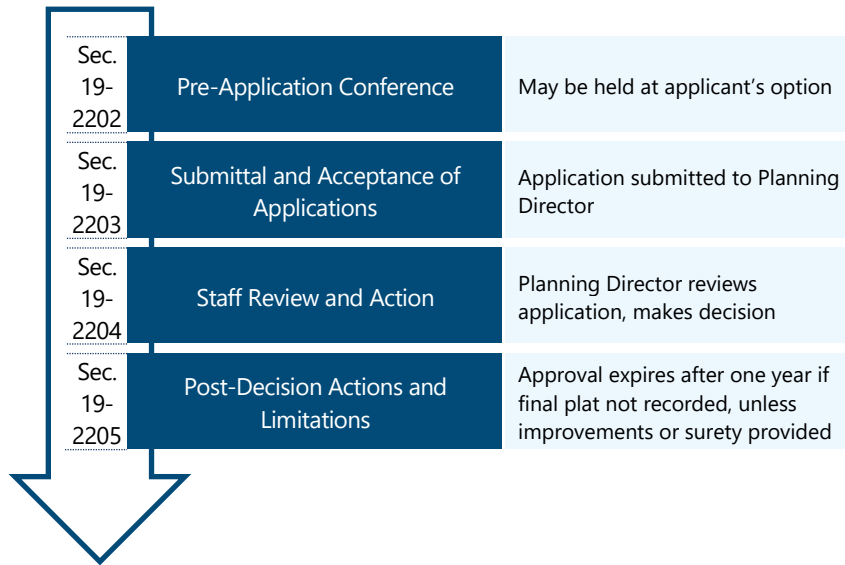 Sec.
19-
2202
Pre-Application Conference
May be held at applicant’s option
Sec.
19-
2203
Submittal and Acceptance of
Applications
Application submitted to Planning
Director
Sec.
19-
2204
Staff Review and Action
Planning Director reviews
application, makes decision
Sec.
19-
2205
Post-Decision Actions and
Limitations
Approval expires after one year if
final plat not recorded, unless
improvements or surety provided